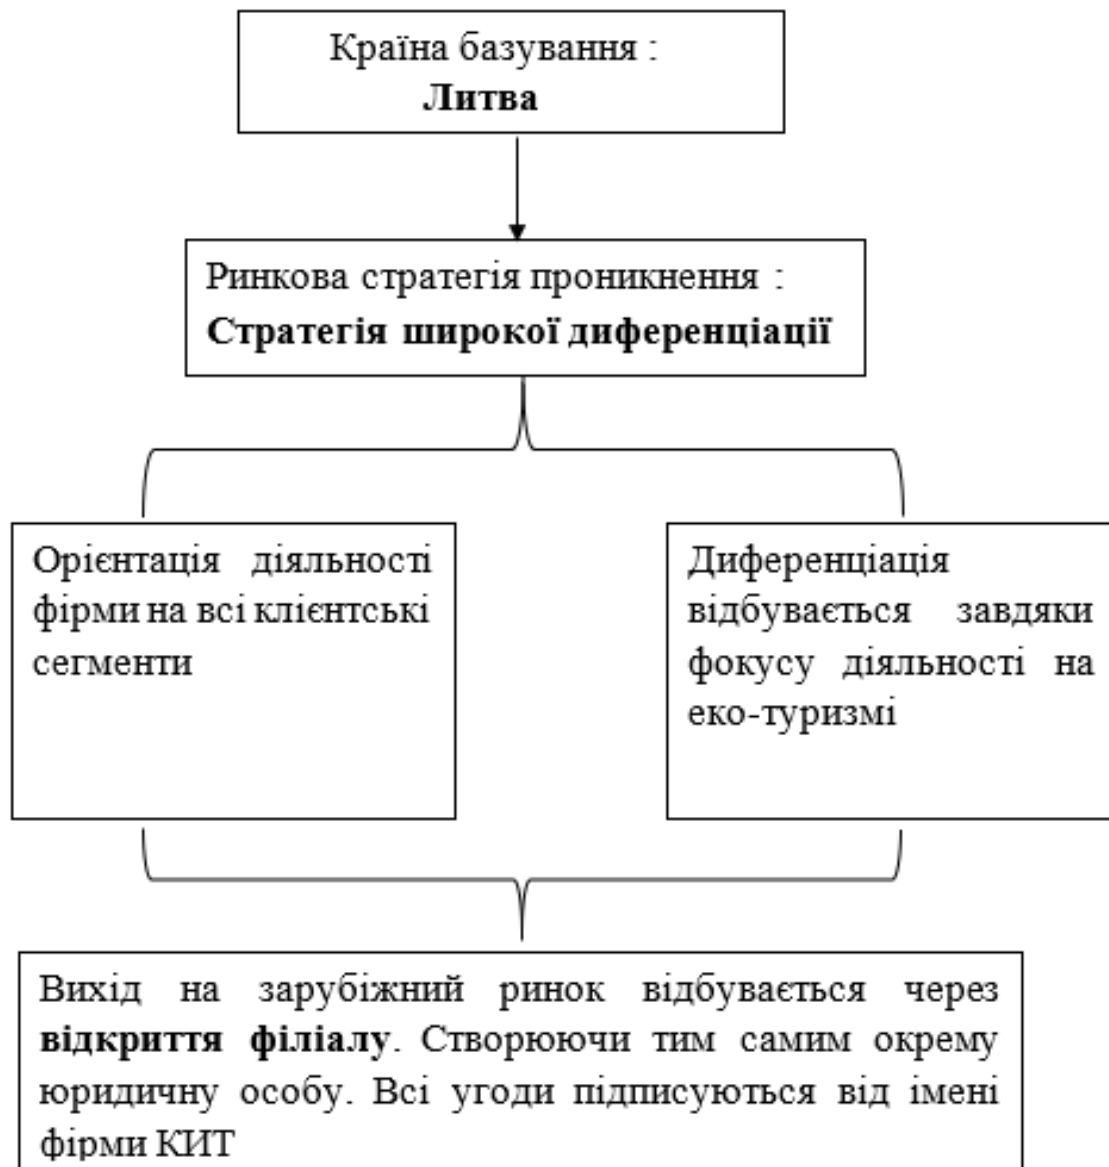 Країна базування :
Литва
Ринкова стратегія проникнення :
Стратегія широкої диференціації
Орієнтація діяльності
фірми на всі клієнтські
сегменти
Диференціація
відбувається завдяки
фокусу діяльності на
еко-туризмі
Вихід на зарубіжний ринок відбувається через
відкриття філіалу. Створюючи тим самим окрему
юридичну особу. Всі угоди підписуються від імені
фірми КИТ